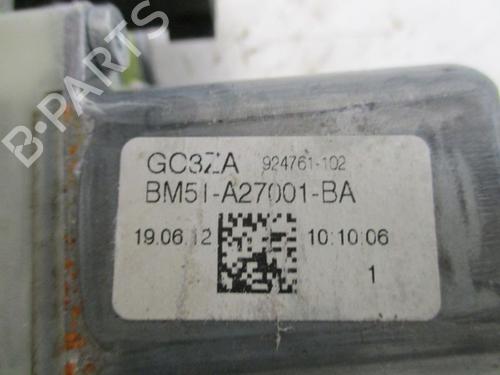 B-PARTS
GC3ZA 924761-102
BM51-A27001-BA
19.06.12 10:10:06
1